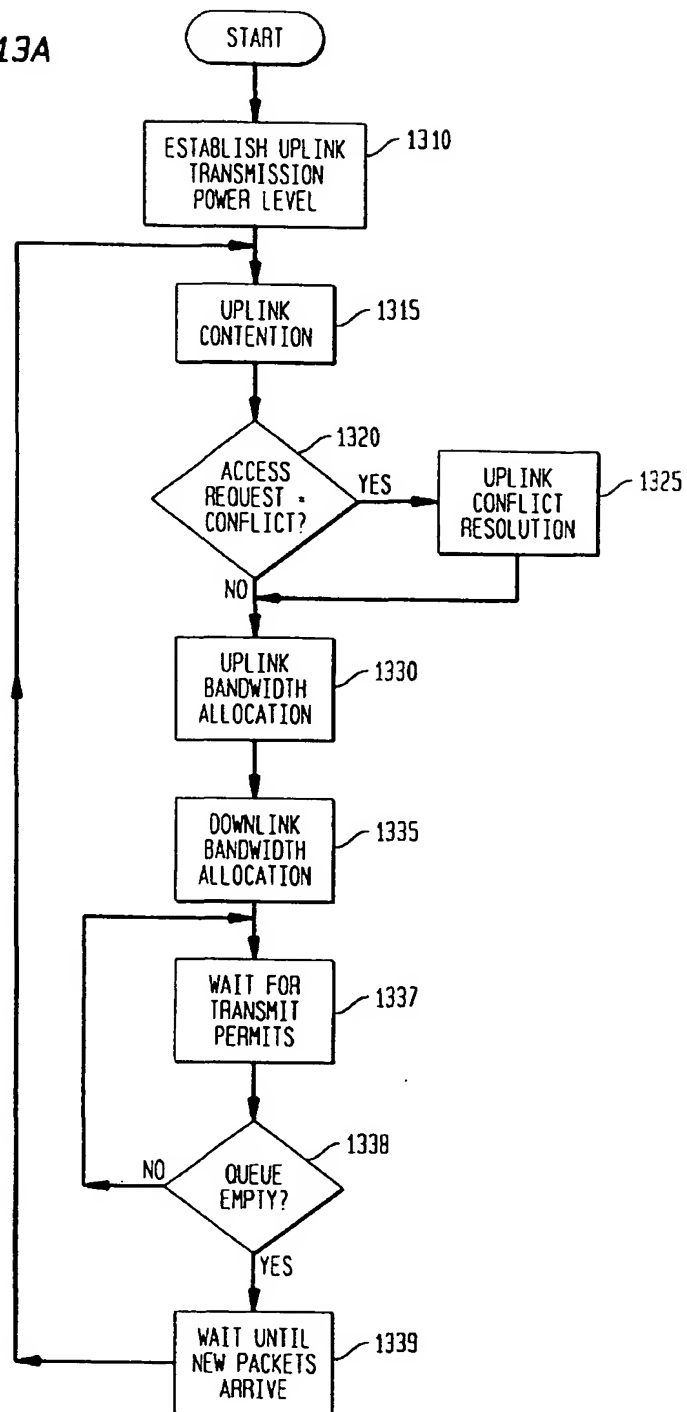 13A
START
ESTABLISH UPLINK
TRANSMISSION
POWER LEVEL
1310
UPLINK
CONTENTION
1315
ACCESS
REQUEST =
CONFLICT?
1320
YES
UPLINK
CONFLICT
RESOLUTION
1325
NO
UPLINK
BANDWIDTH
ALLOCATION
1330
DOWNLINK
BANDWIDTH
ALLOCATION
1335
WAIT FOR
TRANSMIT
PERMITS
1337
QUEUE
EMPTY?
1338
NO
YES
WAIT UNTIL
NEW PACKETS
ARRIVE
1339